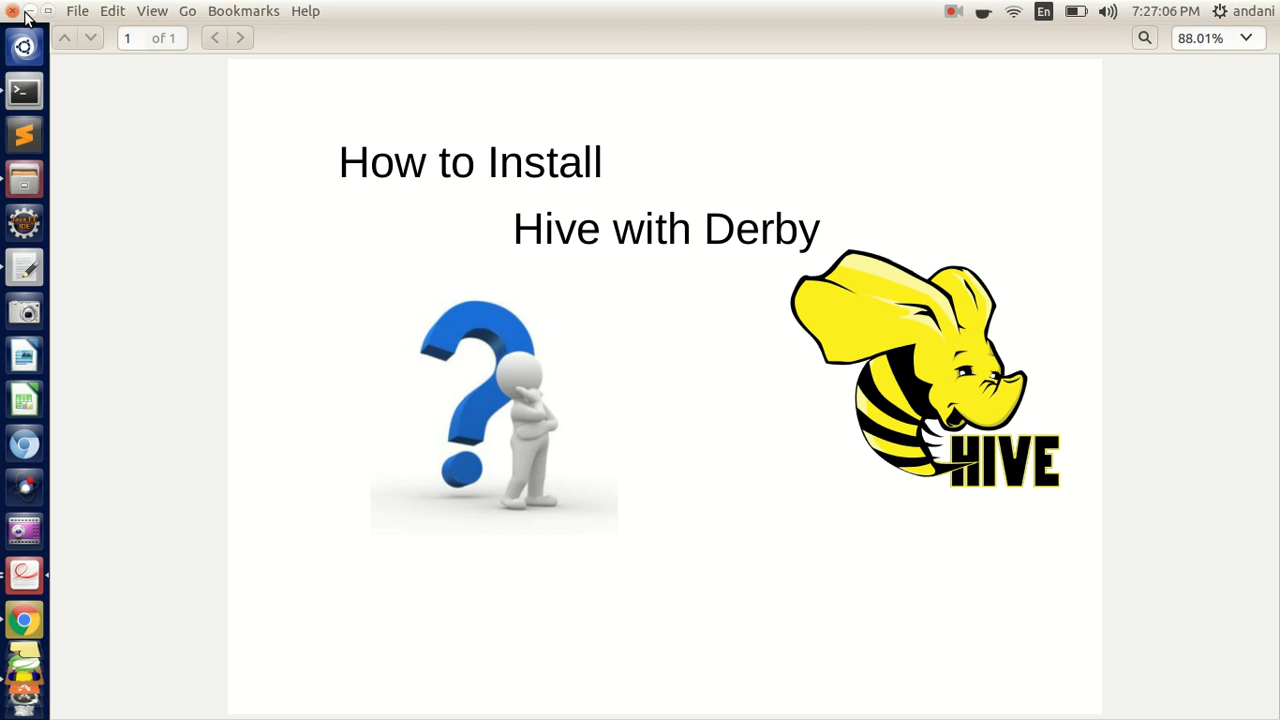 File Edit View Go Bookmarks Help
En 7:27:06 PM andani
1 of 1 88.01%
How to Install
Hive with Derby
HIVE